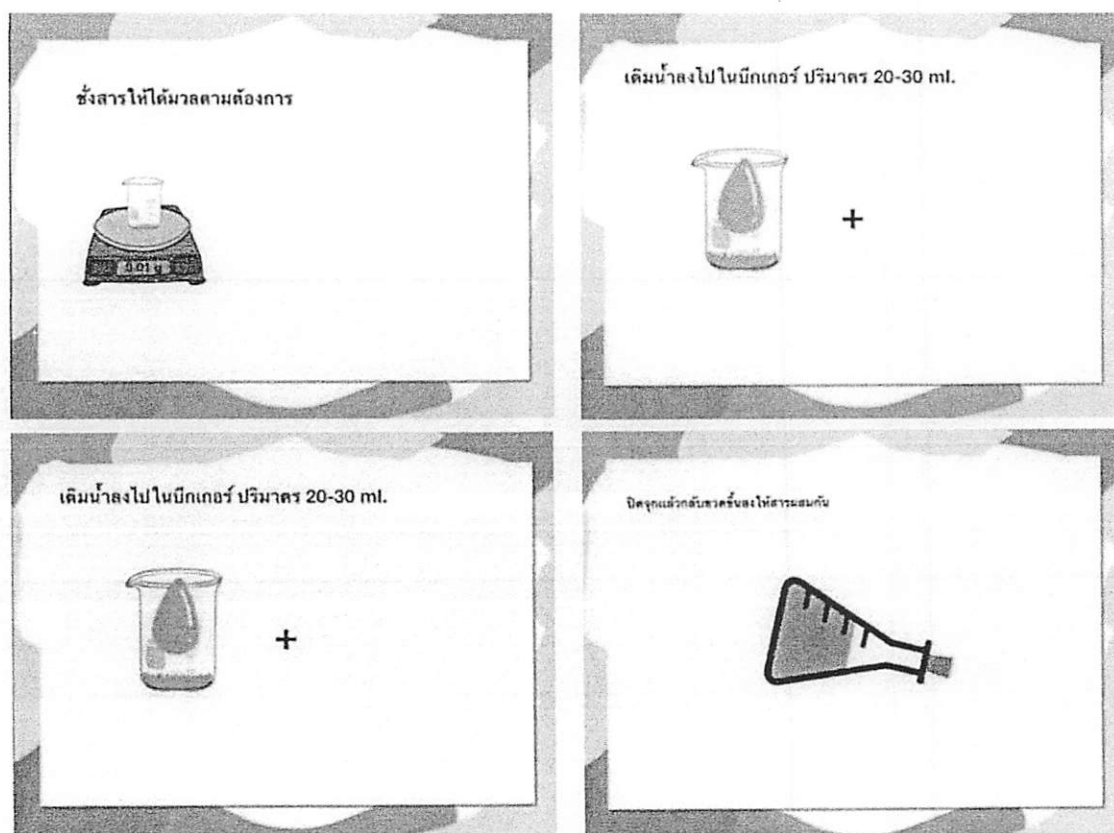 ชั่งสารให้ได้มวลตามต้องการ
0.01 g
เติมน้ำลงไปในบีกเกอร์ ปริมาตร 20-30 ml.
+
เติมน้ำลงไปในบีกเกอร์ ปริมาตร 20-30 ml.
+
ปิดจุกแล้วกลับขวดขึ้นลงให้สารผสมกัน